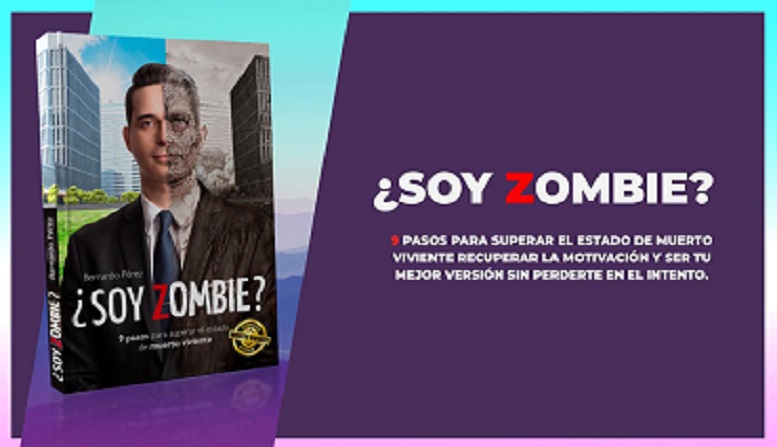 Bernardo Pérez
¿SOY ZOMBIE?
9 pasos para superar el estado
de muerto viviente
Bernardo Pérez
¿SOY ZOMBIE?
¿SOY ZOMBIE?
9 PASOS PARA SUPERAR EL ESTADO DE MUERTO
VIVIENTE RECUPERAR LA MOTIVACIÓN Y SER TU
MEJOR VERSIÓN SIN PERDERTE EN EL INTENTO.